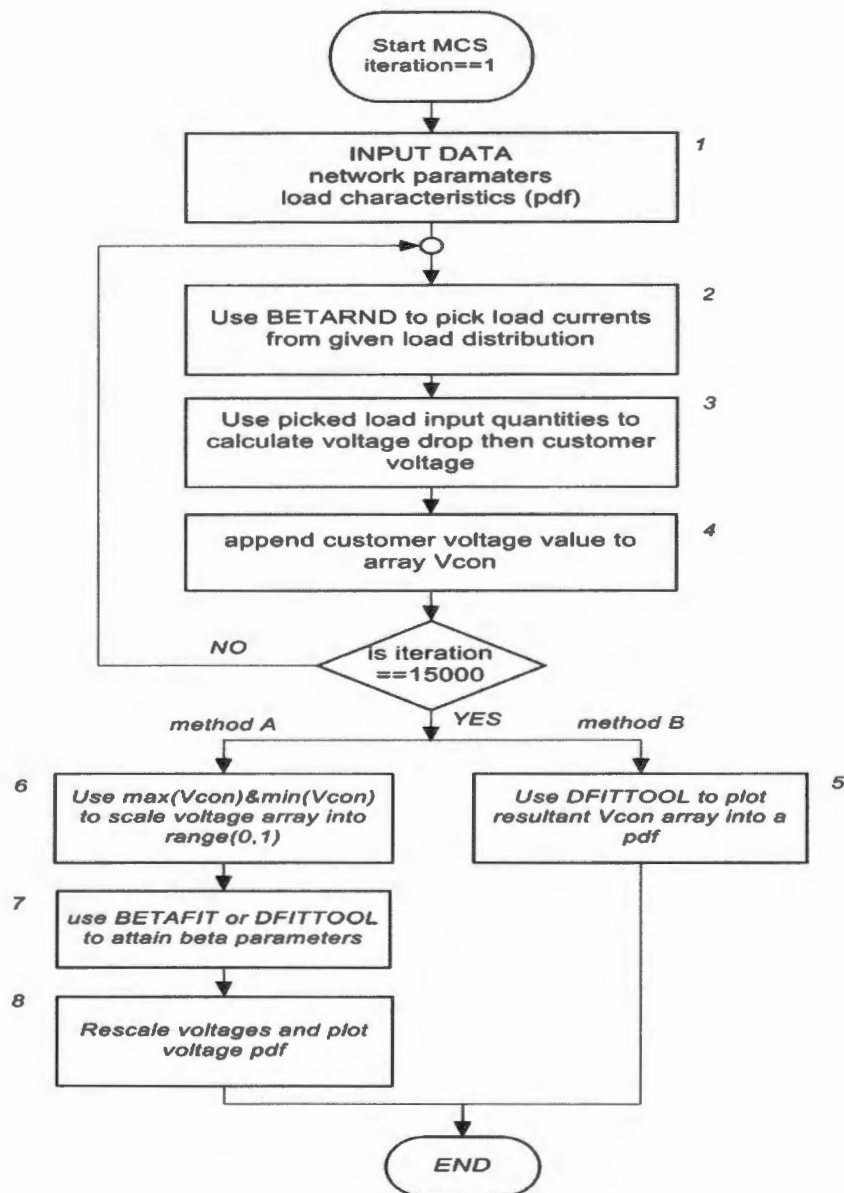 Start MCS
iteration==1
1
INPUT DATA
network paramaters
load characteristics (pdf)
2
Use BETARND to pick load currents
from given load distribution
3
Use picked load input quantities to
calculate voltage drop then customer
voltage
4
append customer voltage value to
array Vcon
NO
is iteration
==15000
YES
method A
method B
6
Use max(Vcon)&min(Vcon)
to scale voltage array into
range(0,1)
5
Use DFITTOOL to plot
resultant Vcon array into a
pdf
7
use BETAFIT or DFITTOOL
to attain beta parameters
8
Rescale voltages and plot
voltage pdf
END